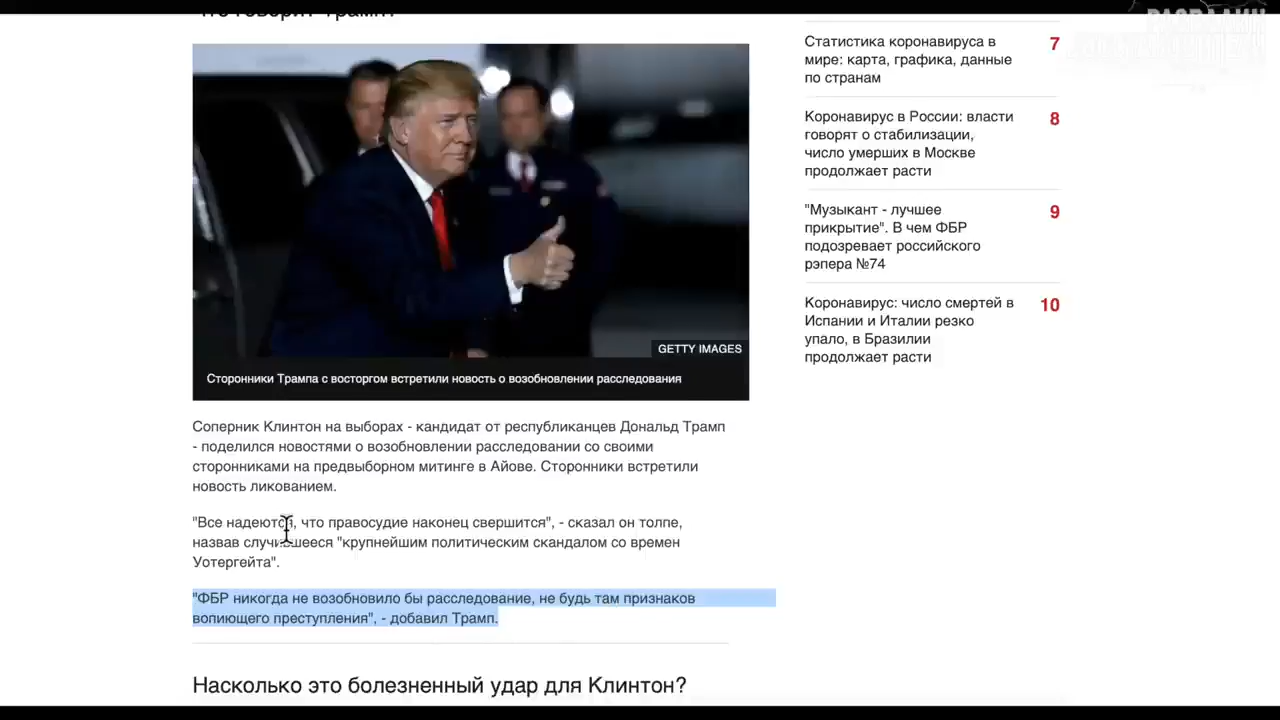 что говорит Трамп?
GETTY IMAGES
Сторонники Трампа с восторгом встретили новость о возобновлении расследования
Соперник Клинтон на выборах - кандидат от республиканцев Дональд Трамп
- поделился новостями о возобновлении расследовании со своими
сторонниками на предвыборном митинге в Айове. Сторонники встретили
новость ликованием.
"Все надеются, что правосудие наконец свершится", - сказал он толпе,
назвав случившееся "крупнейшим политическим скандалом со времен
Уотергейта".
"ФБР никогда не возобновило бы расследование, не будь там признаков
вопиющего преступления", - добавил Трамп.
Насколько это болезненный удар для Клинтон?
Статистика коронавируса в
мире: карта, графика, данные
по странам
7
Коронавирус в России: власти
говорят о стабилизации,
число умерших в Москве
продолжает расти
8
"Музыкант - лучшее
прикрытие". В чем ФБР
подозревает российского
рэпера №74
9
Коронавирус: число смертей в
Испании и Италии резко
упало, в Бразилии
продолжает расти
10